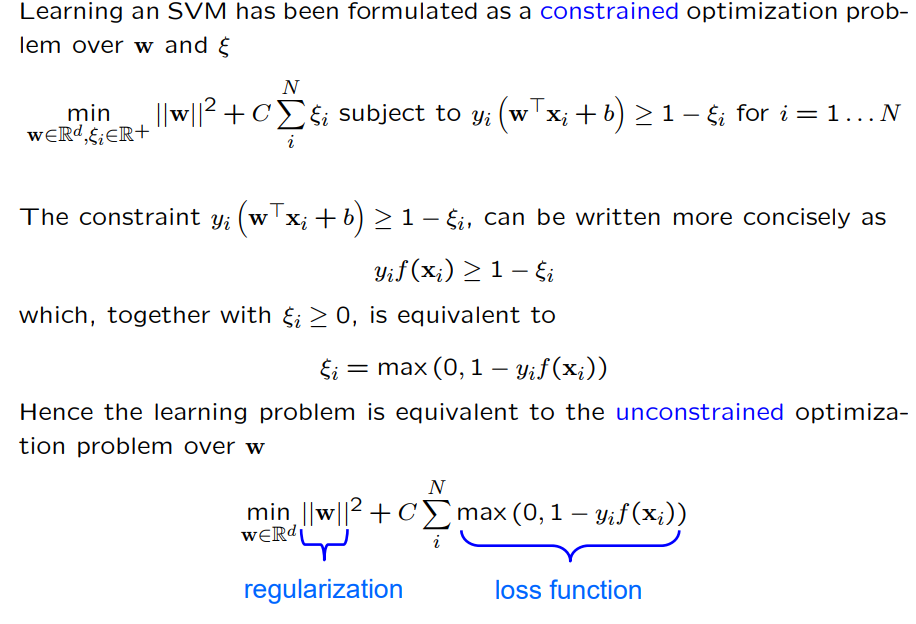 Learning an SVM has been formulated as a constrained optimization prob-
lem over w and ξ
min_{w∈ℝ^d, ξ_i∈ℝ^+} ||w||² + C ∑_i^N ξ_i subject to y_i (w^⊤x_i + b) ≥ 1 − ξ_i for i = 1 … N
The constraint y_i (w^⊤x_i + b) ≥ 1 − ξ_i, can be written more concisely as
y_i f(x_i) ≥ 1 − ξ_i
which, together with ξ_i ≥ 0, is equivalent to
ξ_i = max (0, 1 − y_i f(x_i))
Hence the learning problem is equivalent to the unconstrained optimiza-
tion problem over w
min_{w∈ℝ^d} ||w||² + C ∑_i^N max (0, 1 − y_i f(x_i))
regularization loss function